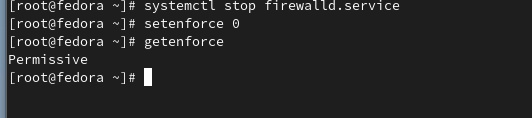 [root@fedora ~]# systemctl stop firewalld.service
[root@fedora ~]# setenforce 0
[root@fedora ~]# getenforce
Permissive
[root@fedora ~]#